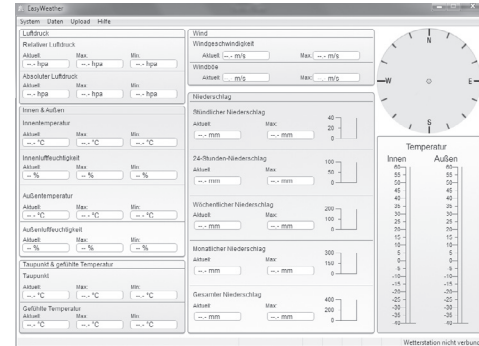 EasyWeather
System Daten Upload Hilfe
Luftdruck
Relativer Luftdruck
Aktuell: Max: Min:
--.- hpa --.- hpa --.- hpa
Absoluter Luftdruck
Aktuell: Max: Min:
--.- hpa --.- hpa --.- hpa
Innen & Außen
Innentemperatur
Aktuell: Max: Min:
--.- °C --.- °C --.- °C
Innenluftfeuchtigkeit
Aktuell: Max: Min:
-- % -- % -- %
Außentemperatur
Aktuell: Max: Min:
--.- °C --.- °C --.- °C
Außenluftfeuchtigkeit
Aktuell: Max: Min:
-- % -- % -- %
Taupunkt & gefühlte Temperatur
Taupunkt
Aktuell: Max: Min:
--.- °C --.- °C --.- °C
Gefühlte Temperatur
Aktuell: Max: Min:
--.- °C --.- °C --.- °C
Wind
Windgeschwindigkeit
Aktuell: --.- m/s Max: --.- m/s
Windböe
Aktuell: --.- m/s Max: --.- m/s
Niederschlag
Stündlicher Niederschlag
Aktuell: Max:
--.- mm --.- mm
40
20
0
24-Stunden-Niederschlag
Aktuell: Max:
--.- mm --.- mm
100
50
0
Wöchentlicher Niederschlag
Aktuell: Max:
--.- mm --.- mm
200
100
0
Monatlicher Niederschlag
Aktuell: Max:
--.- mm --.- mm
300
150
0
Gesamter Niederschlag
Aktuell: Max:
--.- mm --.- mm
400
200
0
N
W E
S
Temperatur
Innen Außen
60 60
55 55
50 50
45 45
40 40
35 35
30 30
25 25
20 20
15 15
10 10
5 5
0 0
-5 -5
-10 -10
-15 -15
-20 -20
-25 -25
-30 -30
-35 -35
-40 -40
Wetterstation nicht verbund